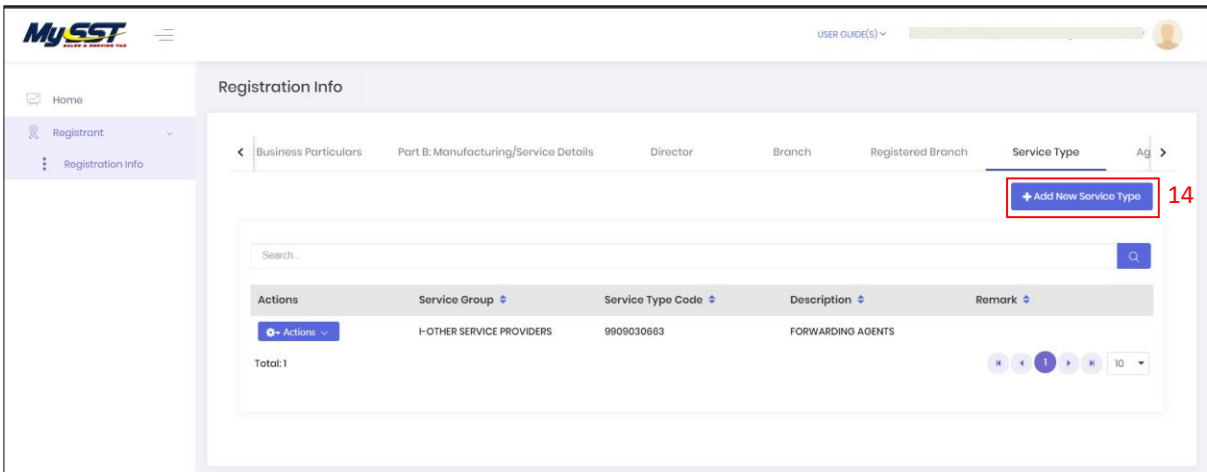 MySST
SALES & SERVICE TAX
USER GUIDE(S)
Home
Registrant
Registration Info
Registration Info
Business Particulars Part B: Manufacturing/Service Details Director Branch Registered Branch Service Type Ag
+ Add New Service Type 14
Search...
Actions Service Group Service Type Code Description Remark
Actions I-OTHER SERVICE PROVIDERS 9909030663 FORWARDING AGENTS
Total: 1 1 10